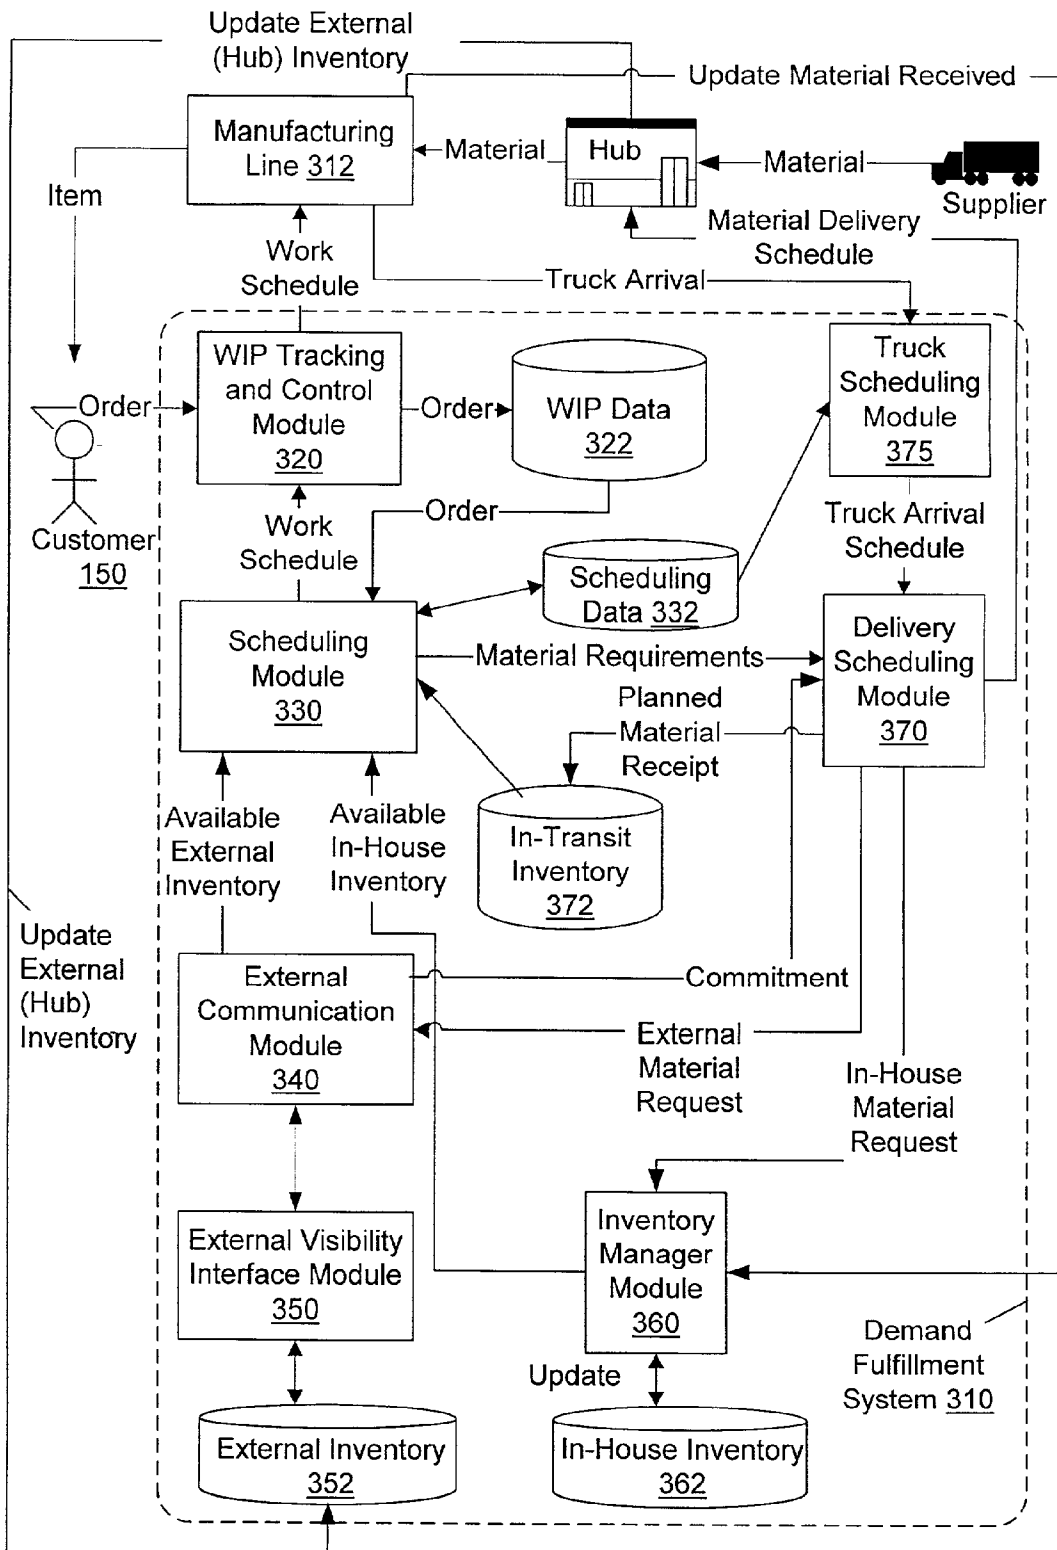 Update External
(Hub) Inventory
Update Material Received
Manufacturing
Line 312
Material
Hub
Material
Supplier
Item
Work
Schedule
Material Delivery
Schedule
Truck Arrival
WIP Tracking
and Control
Module
320
Order
Order
WIP Data
322
Truck
Scheduling
Module
375
Customer
150
Work
Schedule
Order
Truck Arrival
Schedule
Scheduling
Data 332
Scheduling
Module
330
Material Requirements
Delivery
Scheduling
Module
370
Planned
Material
Receipt
Available
External
Inventory
Available
In-House
Inventory
In-Transit
Inventory
372
Update
External
(Hub)
Inventory
External
Communication
Module
340
Commitment
External
Material
Request
In-House
Material
Request
External Visibility
Interface Module
350
Inventory
Manager
Module
360
Demand
Fulfillment
System 310
Update
External Inventory
352
In-House Inventory
362